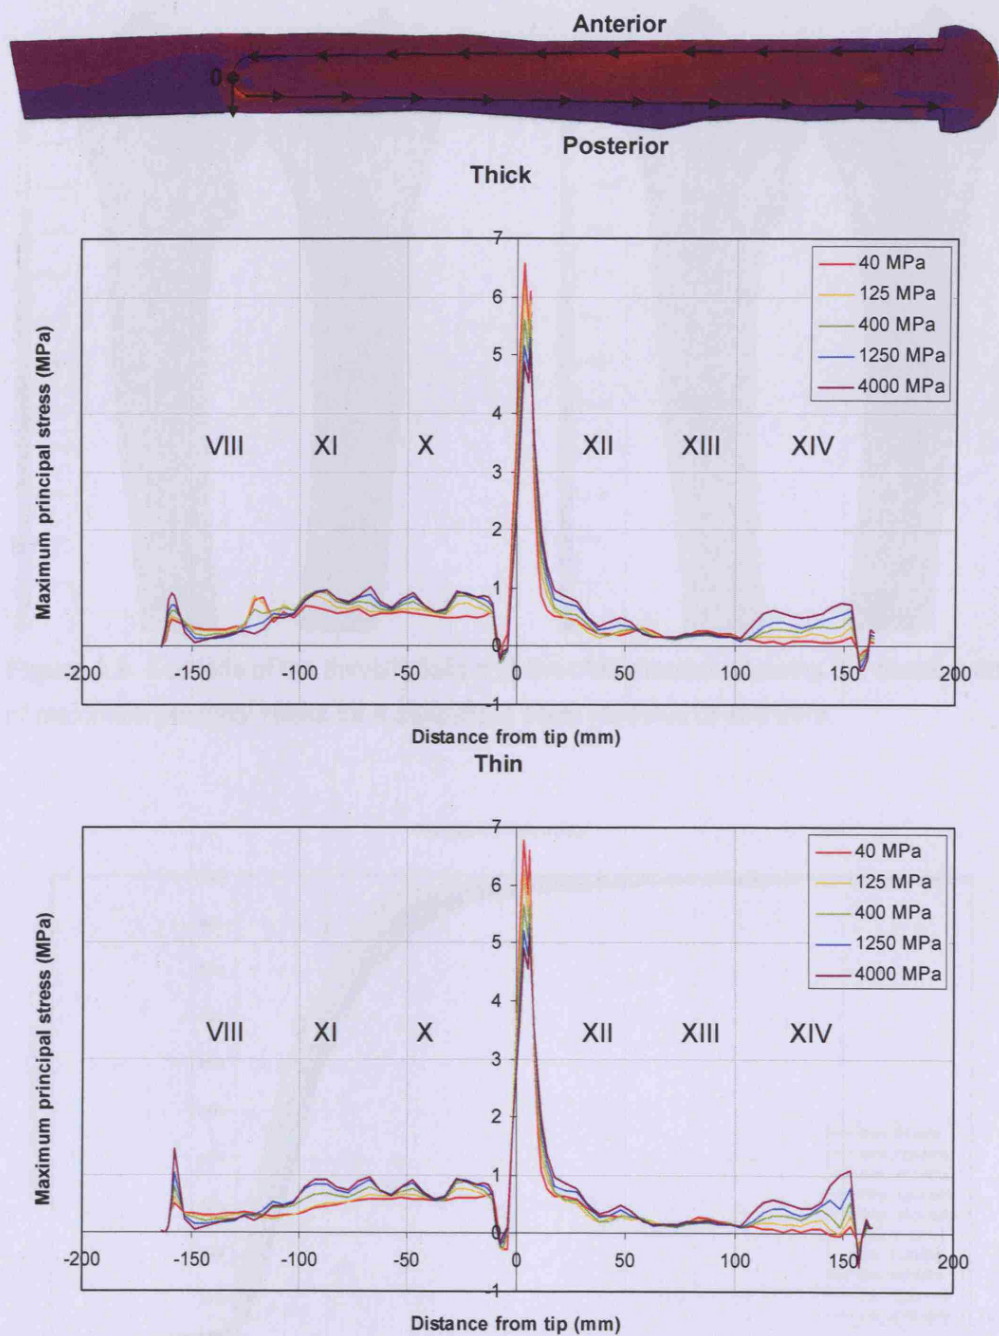 Anterior
0
Posterior
Thick
7
6
5
4
3
2
1
0
-1
Maximum principal stress (MPa)
40 MPa
125 MPa
400 MPa
1250 MPa
4000 MPa
VIII XI X XII XIII XIV
-200 -150 -100 -50 0 50 100 150 200
Distance from tip (mm)
Thin
7
6
5
4
3
2
1
0
-1
Maximum principal stress (MPa)
40 MPa
125 MPa
400 MPa
1250 MPa
4000 MPa
VIII XI X XII XIII XIV
-200 -150 -100 -50 0 50 100 150 200
Distance from tip (mm)